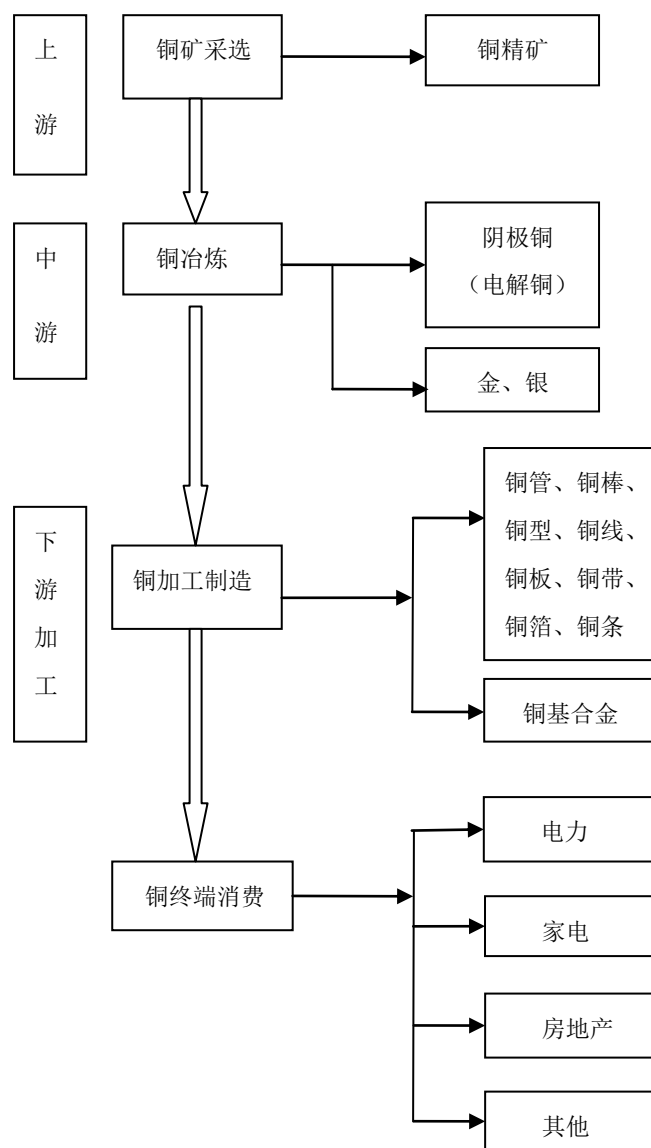 上
游
铜矿采选
铜精矿
中
游
铜冶炼
阴极铜
（电解铜）
金、银
下
游
加
工
铜加工制造
铜管、铜棒、
铜型、铜线、
铜板、铜带、
铜箔、铜条
铜基合金
铜终端消费
电力
家电
房地产
其他